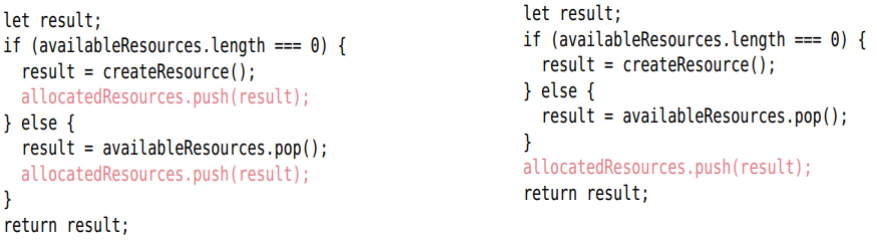 let result;
if (availableResources.length === 0) {
  result = createResource();
  allocatedResources.push(result);
} else {
  result = availableResources.pop();
  allocatedResources.push(result);
}
return result;
let result;
if (availableResources.length === 0) {
  result = createResource();
} else {
  result = availableResources.pop();
}
allocatedResources.push(result);
return result;